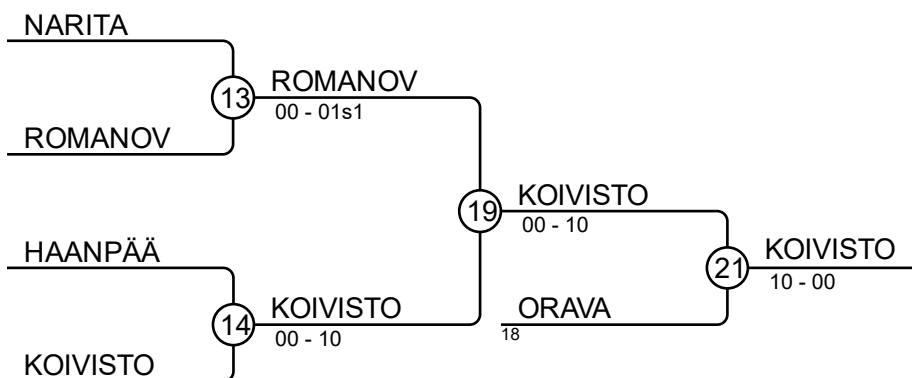 NARITA
13
ROMANOV
00 - 01s1
ROMANOV
19
KOIVISTO
00 - 10
HAANPÄÄ
21
KOIVISTO
10 - 00
14
KOIVISTO
00 - 10
ORAVA
18
KOIVISTO